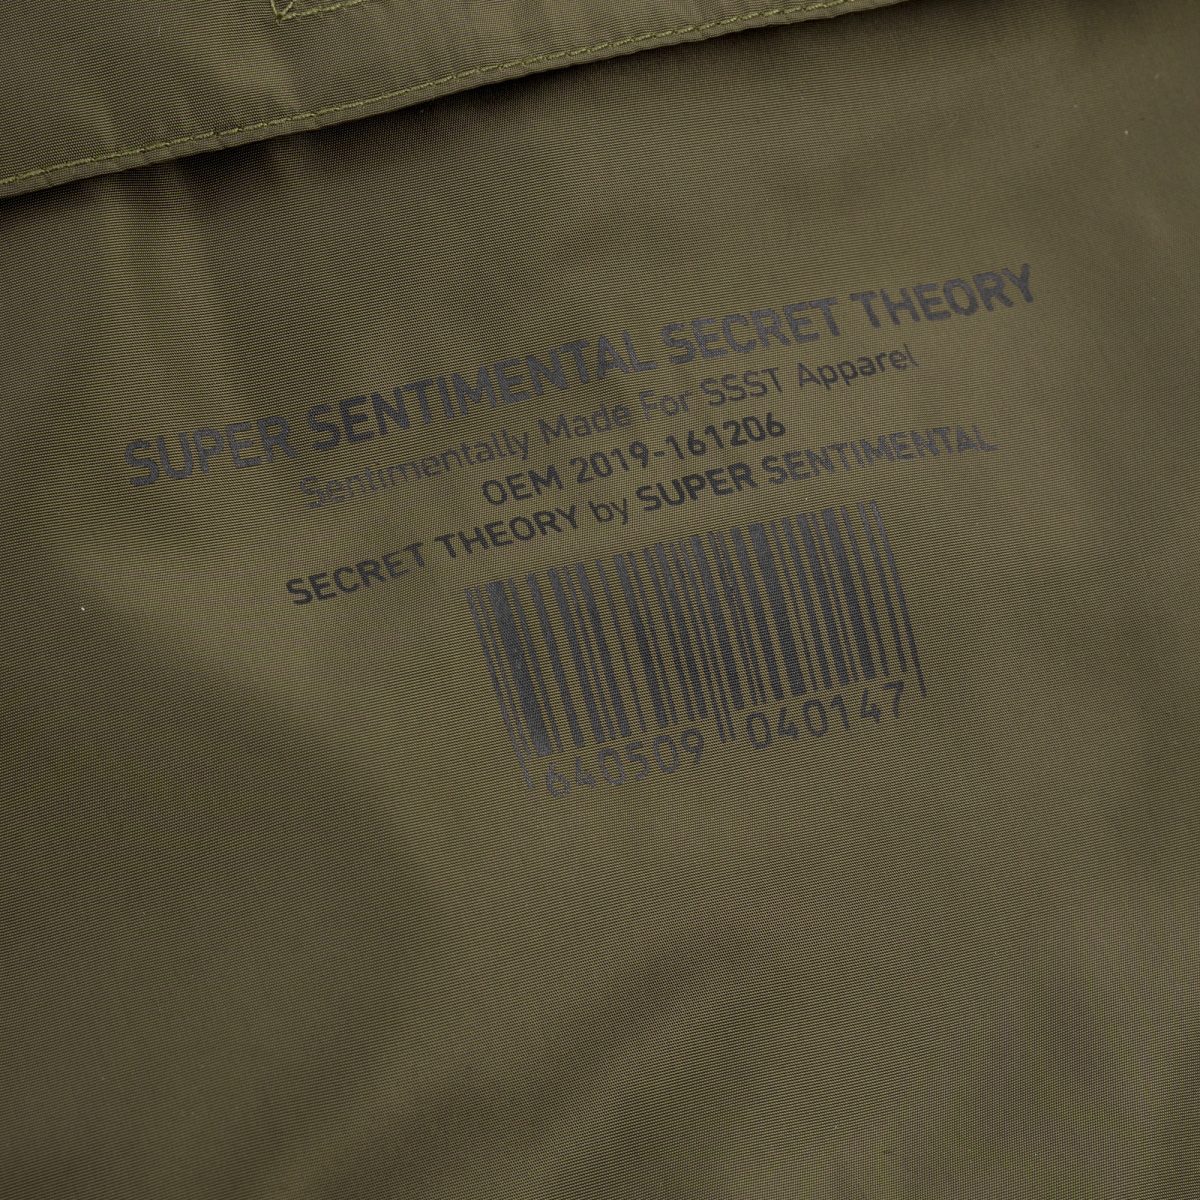 SUPER SENTIMENTAL SECRET THEORY
Sentimentally Made For SSST Apparel
OEM 2019-161206
SECRET THEORY by SUPER SENTIMENTAL
640509 040147